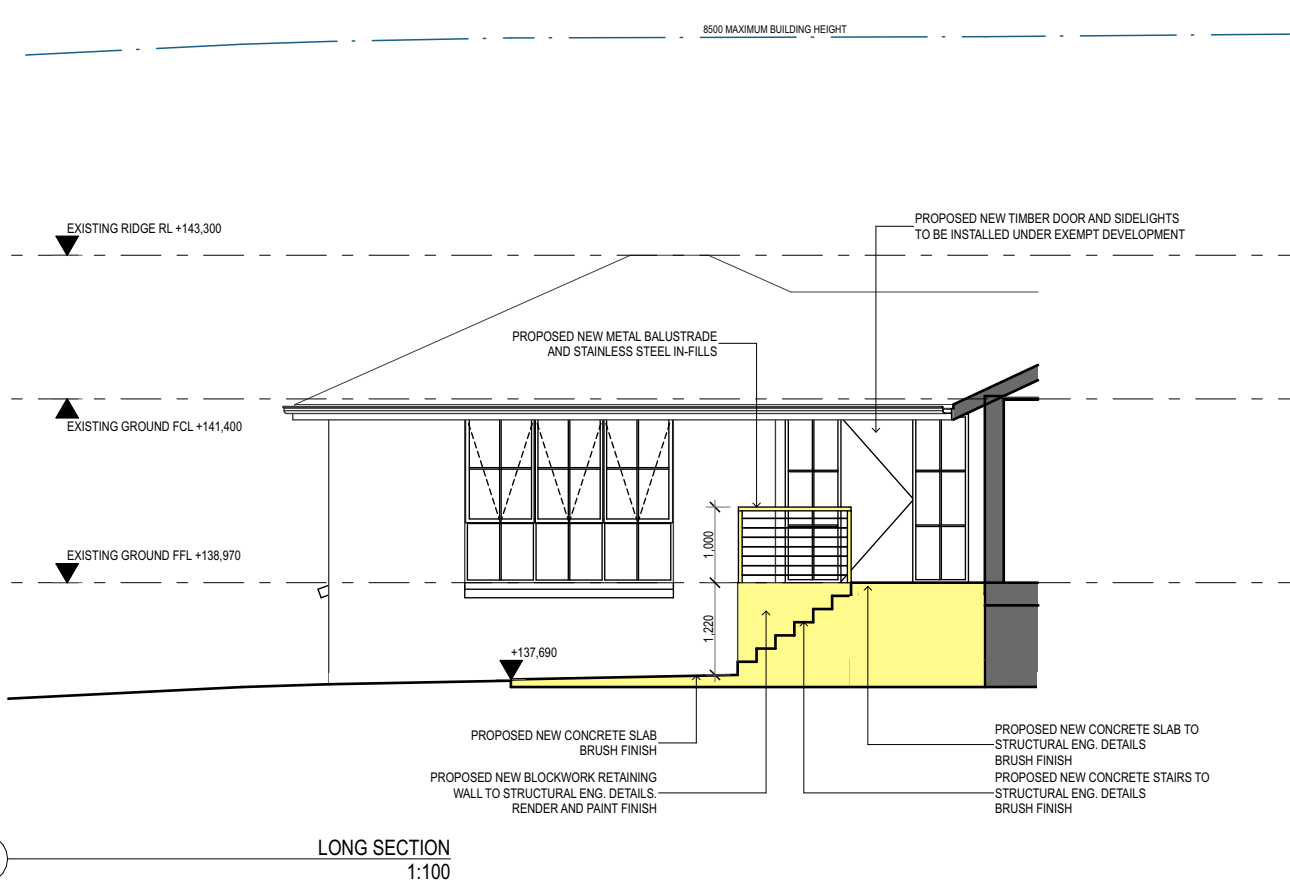 8500 MAXIMUM BUILDING HEIGHT
EXISTING RIDGE RL +143,300
PROPOSED NEW TIMBER DOOR AND SIDELIGHTS
TO BE INSTALLED UNDER EXEMPT DEVELOPMENT
PROPOSED NEW METAL BALUSTRADE
AND STAINLESS STEEL IN-FILLS
EXISTING GROUND FCL +141,400
1,000
EXISTING GROUND FFL +138,970
1,220
+137,690
PROPOSED NEW CONCRETE SLAB
BRUSH FINISH
PROPOSED NEW BLOCKWORK RETAINING
WALL TO STRUCTURAL ENG. DETAILS.
RENDER AND PAINT FINISH
PROPOSED NEW CONCRETE SLAB TO
STRUCTURAL ENG. DETAILS
BRUSH FINISH
PROPOSED NEW CONCRETE STAIRS TO
STRUCTURAL ENG. DETAILS
BRUSH FINISH
LONG SECTION
1:100